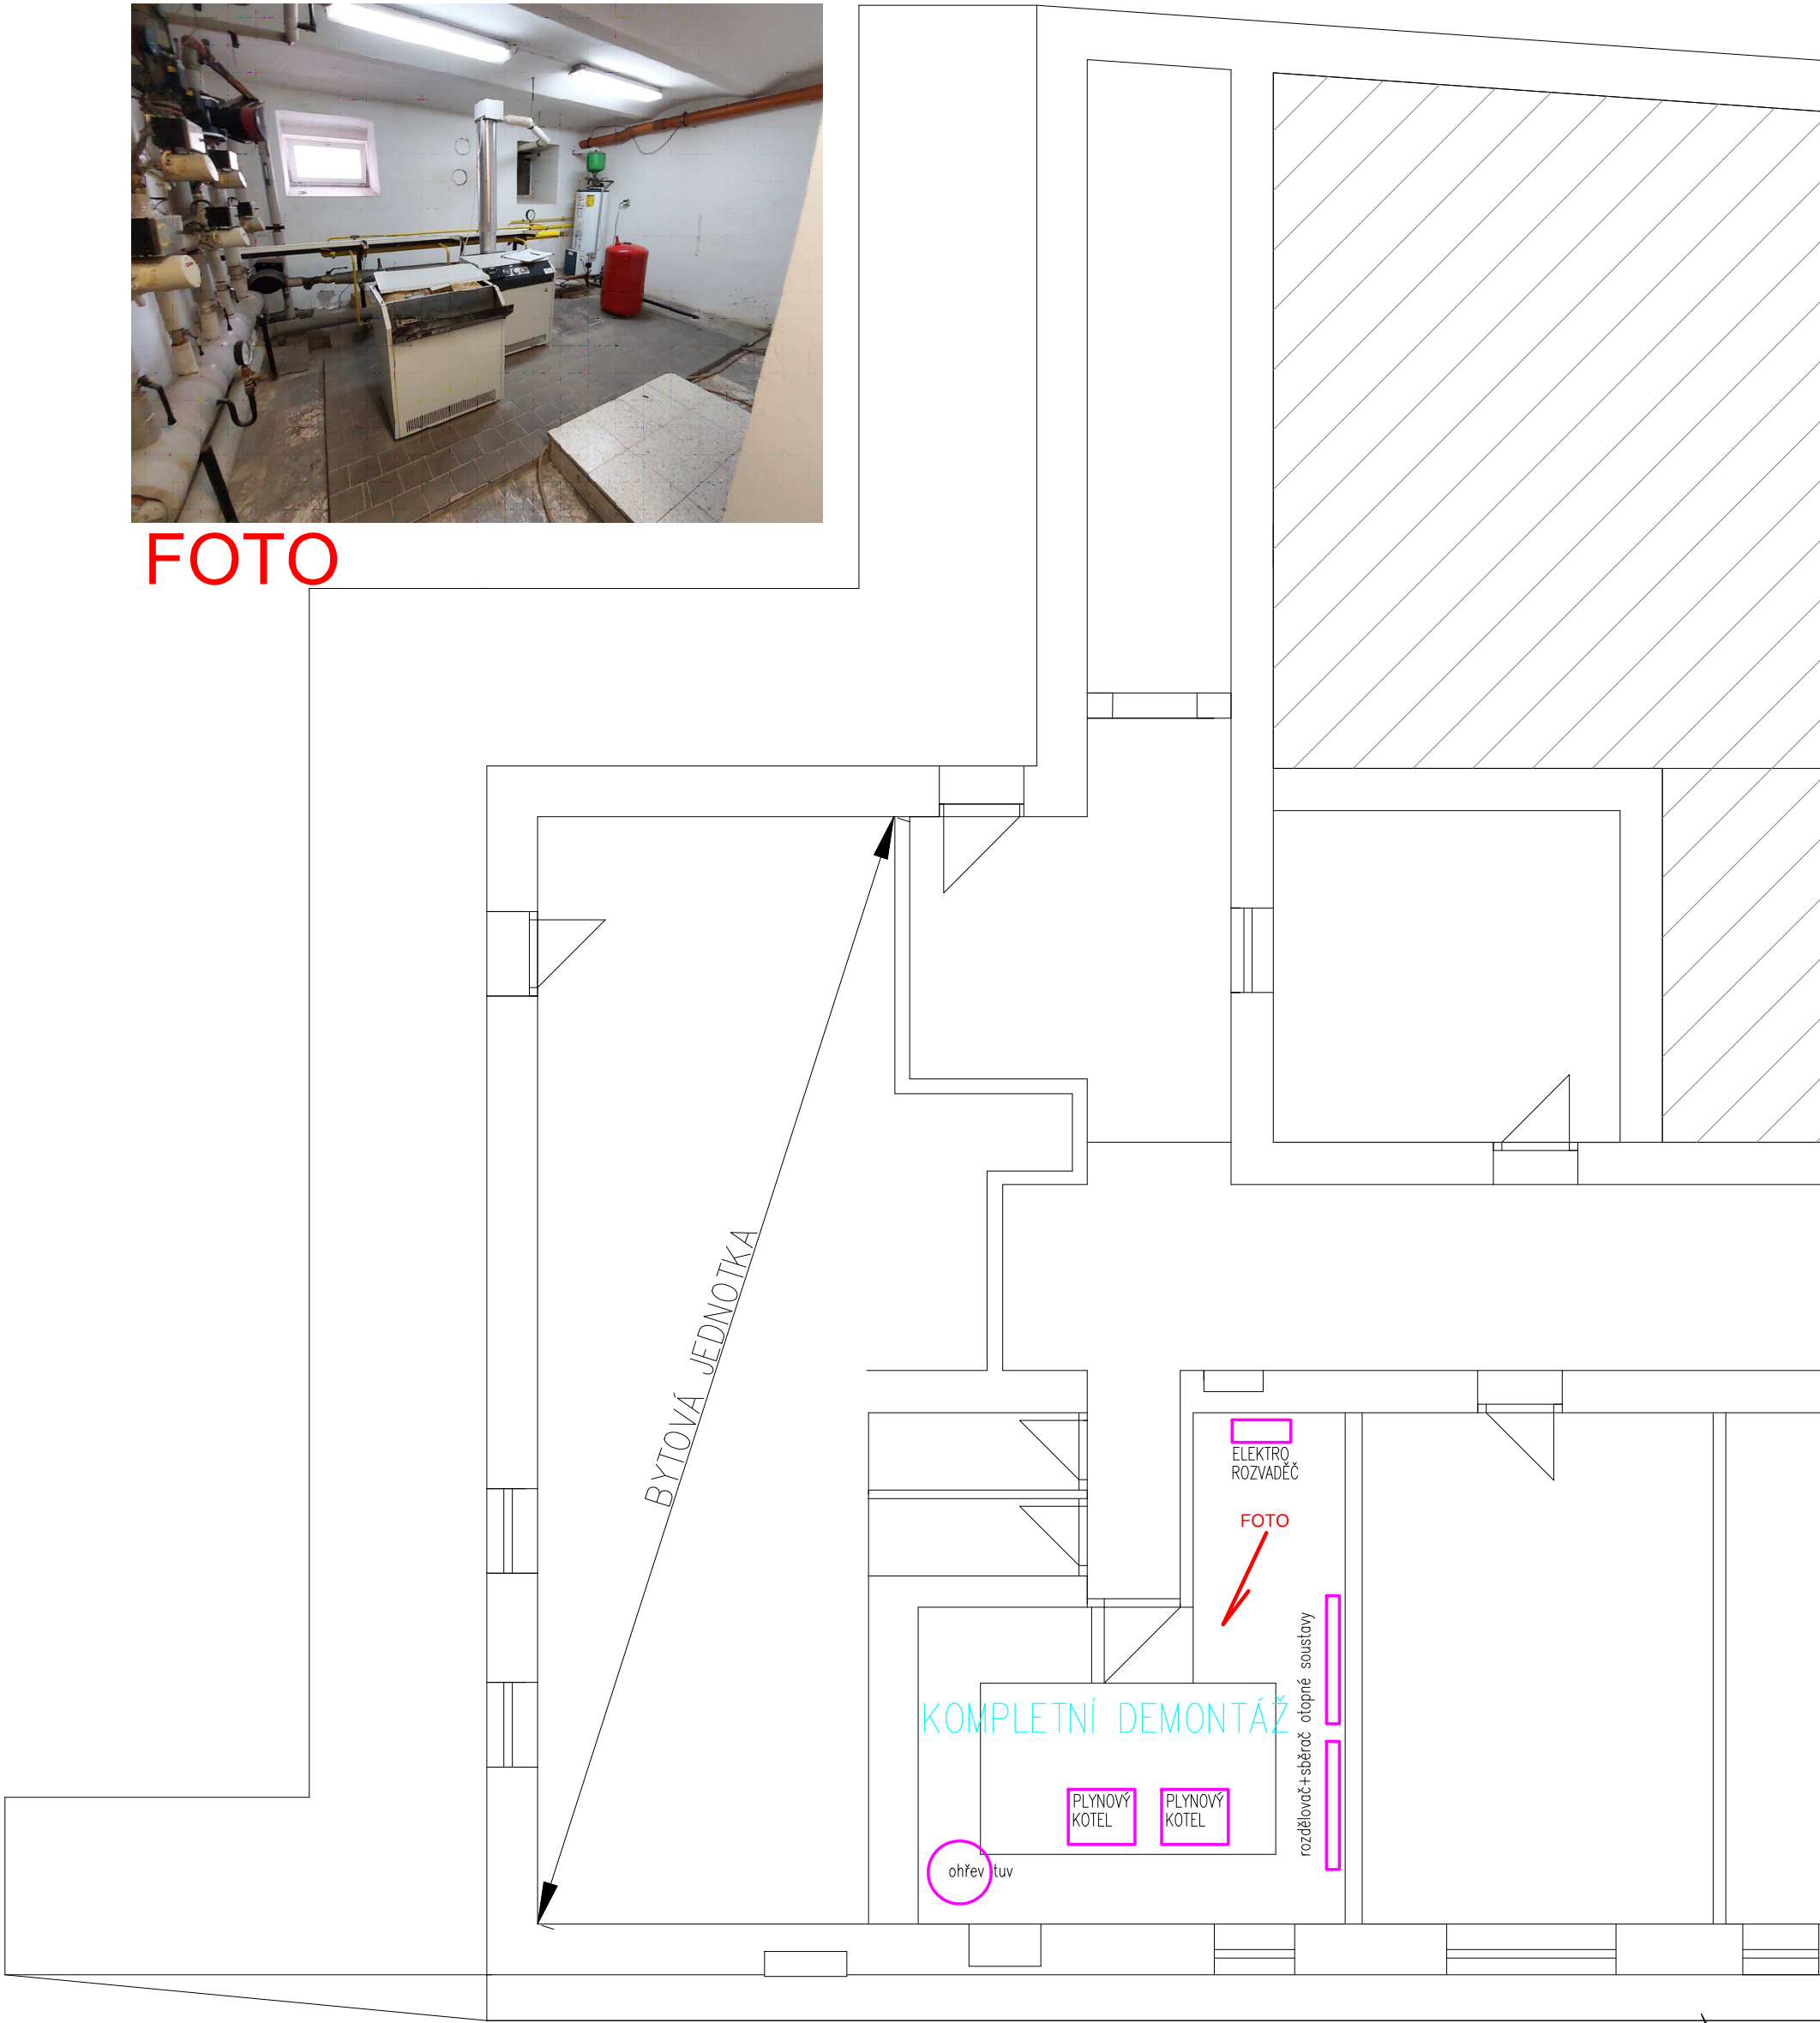 FOTO
BYTOVÁ JEDNOTKA
ELEKTRO
ROZVADĚČ
FOTO
rozdělovač+sběrač otopné soustavy
KOMPLETNÍ DEMONTÁŽ
PLYNOVÝ
KOTEL
PLYNOVÝ
KOTEL
ohřev tuv